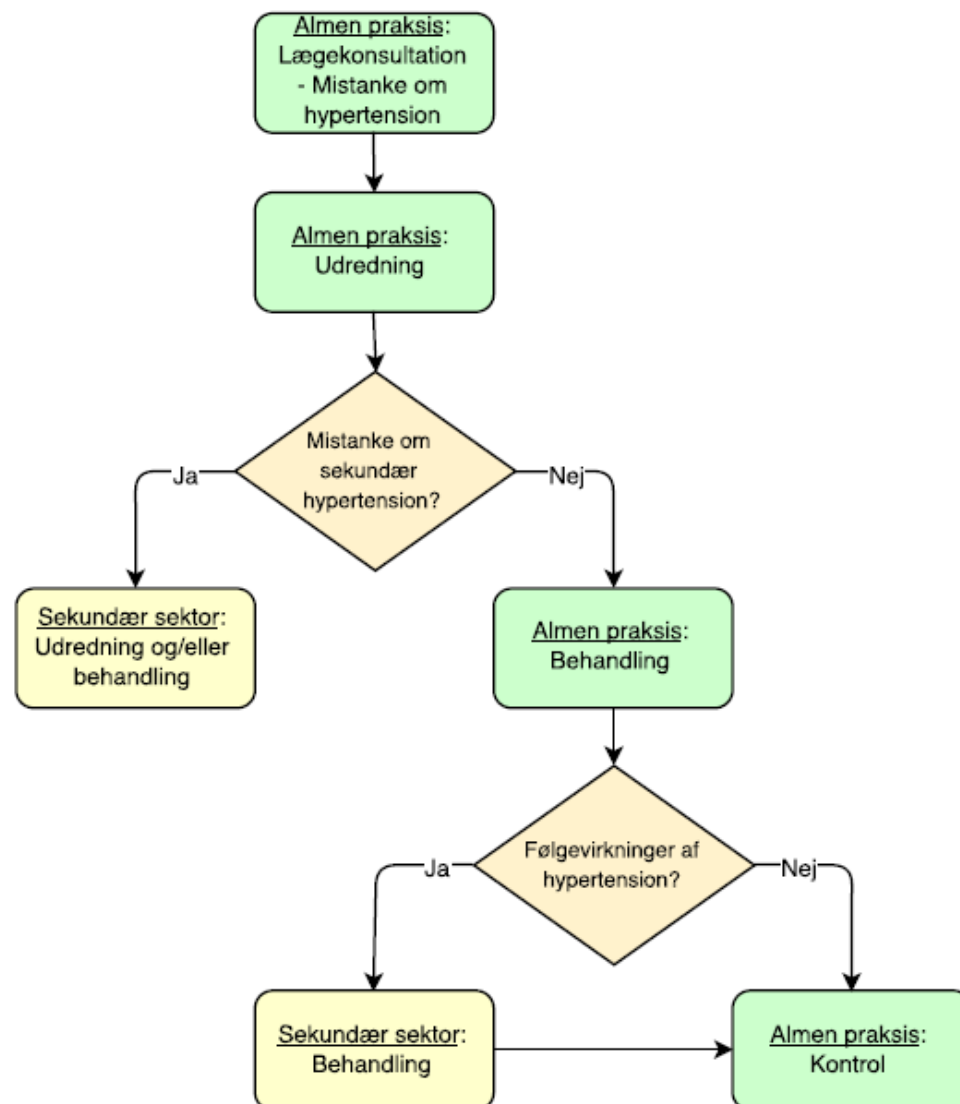 Almen praksis:
Lægekonsultation
- Mistanke om
hypertension
Almen praksis:
Udredning
Mistanke om
sekundær
hypertension?
Ja
Nej
Sekundær sektor:
Udredning og/eller
behandling
Almen praksis:
Behandling
Følgevirkninger af
hypertension?
Ja
Nej
Sekundær sektor:
Behandling
Almen praksis:
Kontrol